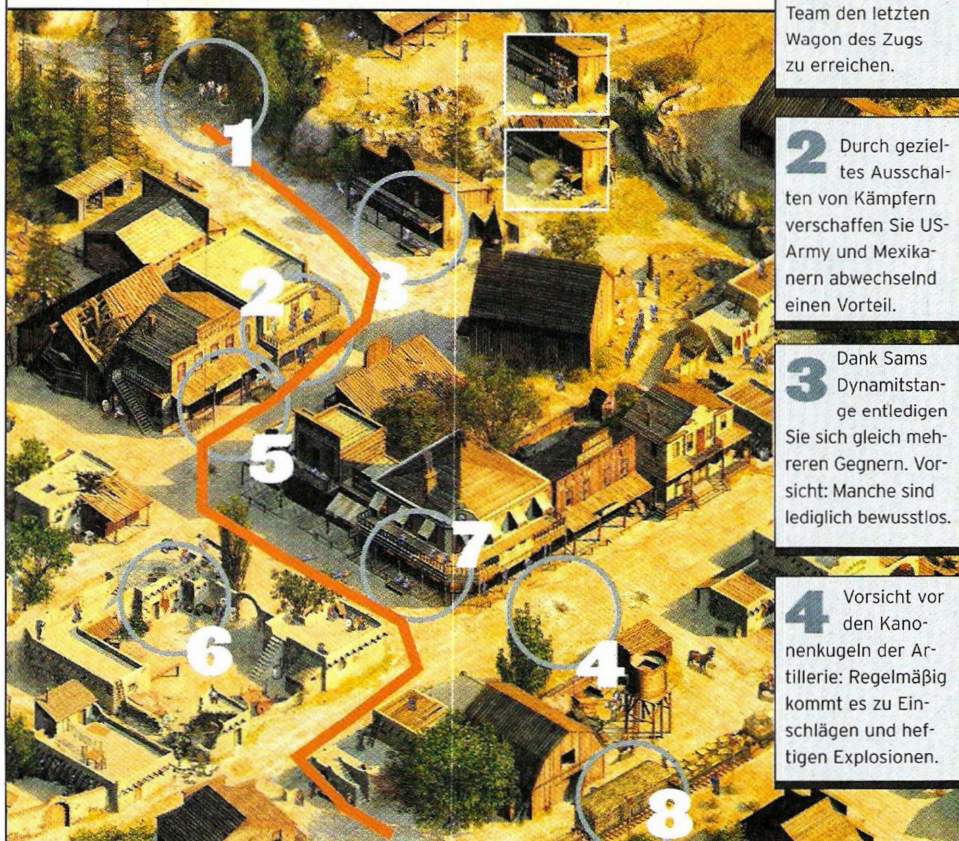 Team den letzten
Wagon des Zugs
zu erreichen.
2 Durch geziel-
tes Ausschal-
ten von Kämpfern
verschaffen Sie US-
Army und Mexika-
nern abwechselnd
einen Vorteil.
3 Dank Sams
Dynamitstan-
ge entledigen
Sie sich gleich meh-
reren Gegnern. Vor-
sicht: Manche sind
lediglich bewusstlos.
4 Vorsicht vor
den Kano-
nenkugeln der Ar-
tillerie: Regelmäßig
kommt es zu Ein-
schlägen und hef-
tigen Explosionen.
1
2
3
5
7
6
4
8